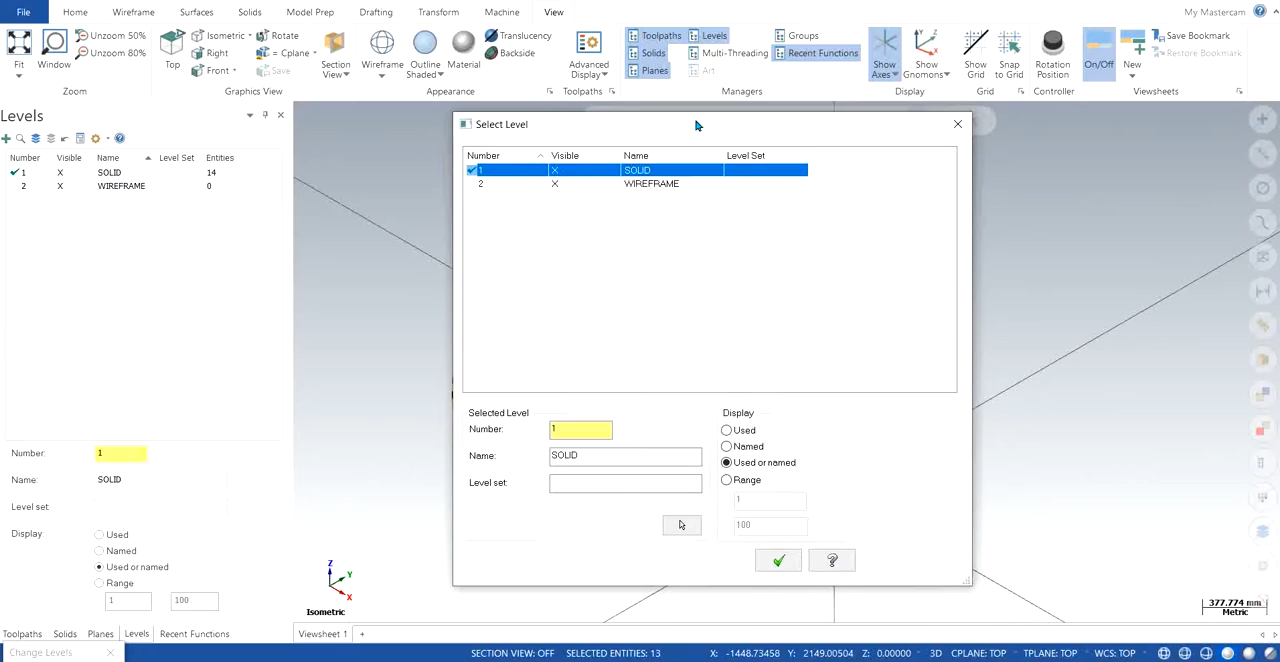 File Home Wireframe Surfaces Solids Model Prep Drafting Transform Machine View My Mastercam
Fit Window Unzoom 50% Unzoom 80% Zoom
Top Isometric Right Front Rotate = Cplane Save Graphics View
Section View Wireframe Outline Shaded Material Translucency Backside Appearance
Advanced Display Toolpaths
Toolpaths Levels Groups
Solids Multi-Threading Recent Functions
Planes Art
Managers
Show Axes Show Gnomons Display
Show Grid Snap to Grid Grid
Rotation Position Controller
On/Off New Save Bookmark Restore Bookmark Viewsheets
Levels
Number Visible Name Level Set Entities
1 X SOLID 14
2 X WIREFRAME 0
Number: 1
Name: SOLID
Level set:
Display: Used
Named
Used or named
Range
1 100
Toolpaths Solids Planes Levels Recent Functions
Change Levels
Select Level
Number Visible Name Level Set
1 X SOLID
2 X WIREFRAME
Selected Level
Number: 1
Name: SOLID
Level set:
Display
Used
Named
Used or named
Range
1
100
Z
Y
X
Isometric
377.774 mm
Metric
Viewsheet 1 +
SECTION VIEW: OFF SELECTED ENTITIES: 13 X: -1448.73458 Y: 2149.00504 Z: 0.00000 3D CPLANE: TOP TPLANE: TOP WCS: TOP